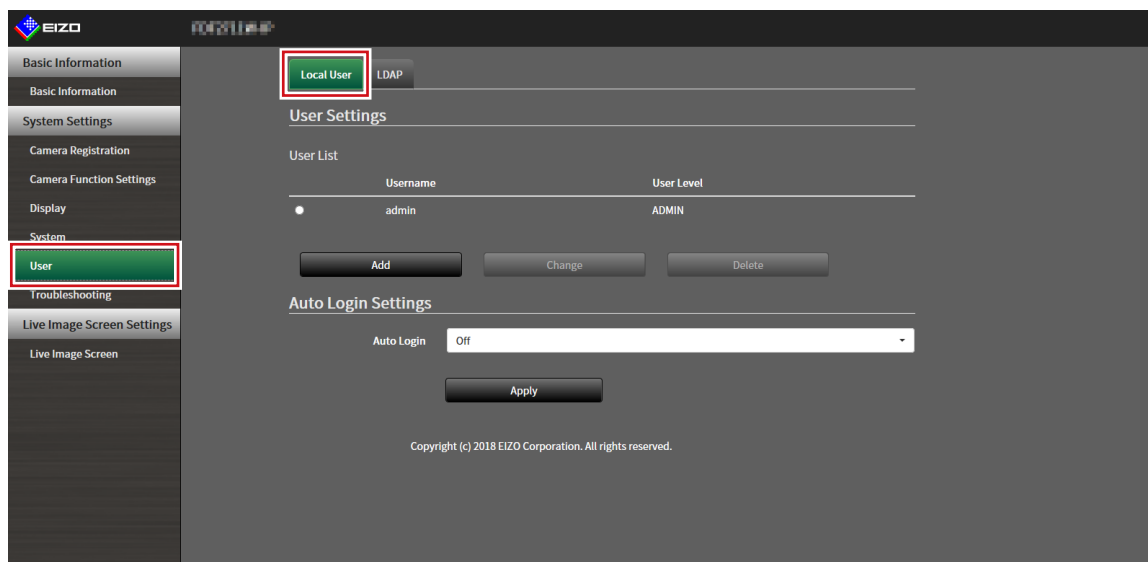 EIZO
Basic Information
Basic Information
System Settings
Camera Registration
Camera Function Settings
Display
System
User
Troubleshooting
Live Image Screen Settings
Live Image Screen
Local User LDAP
User Settings
User List
Username User Level
admin ADMIN
Add Change Delete
Auto Login Settings
Auto Login Off
Apply
Copyright (c) 2018 EIZO Corporation. All rights reserved.